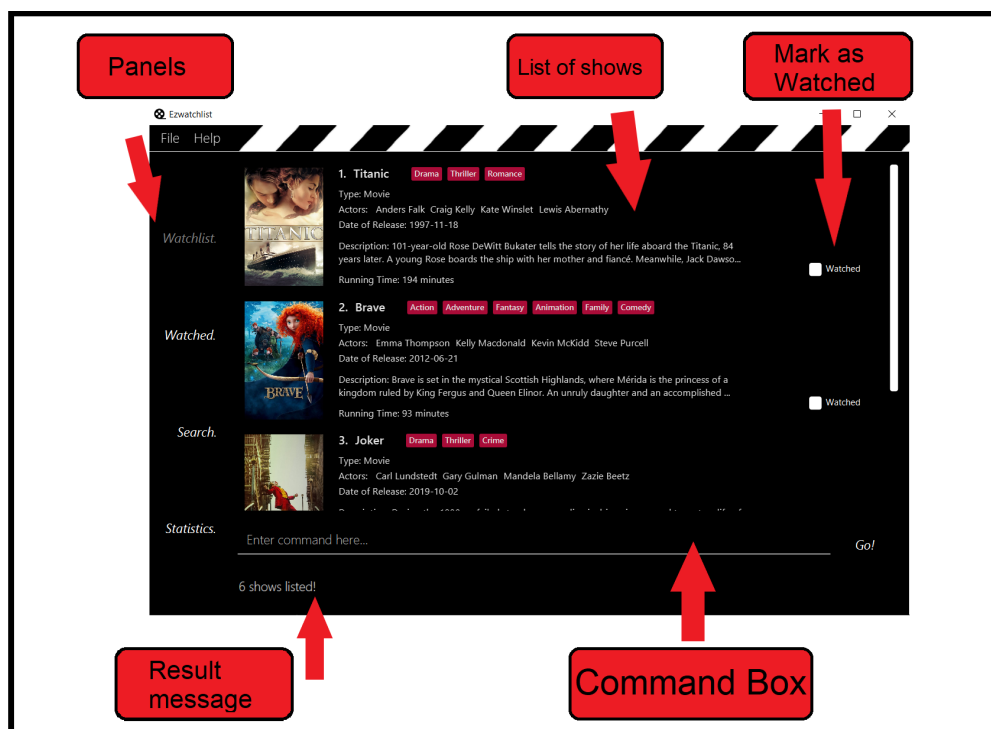 Panels
List of shows
Mark as
Watched
Ezwatchlist
File Help
Watchlist.
Watched.
Search.
Statistics.
TITANIC
1. Titanic Drama Thriller Romance
Type: Movie
Actors: Anders Falk Craig Kelly Kate Winslet Lewis Abernathy
Date of Release: 1997-11-18
Description: 101-year-old Rose DeWitt Bukater tells the story of her life aboard the Titanic, 84
years later. A young Rose boards the ship with her mother and fiancé. Meanwhile, Jack Dawso...
Running Time: 194 minutes
Watched
BRAVE
2. Brave Action Adventure Fantasy Animation Family Comedy
Type: Movie
Actors: Emma Thompson Kelly Macdonald Kevin McKidd Steve Purcell
Date of Release: 2012-06-21
Description: Brave is set in the mystical Scottish Highlands, where Mérida is the princess of a
kingdom ruled by King Fergus and Queen Elinor. An unruly daughter and an accomplished ...
Running Time: 93 minutes
Watched
3. Joker Drama Thriller Crime
Type: Movie
Actors: Carl Lundstedt Gary Gulman Mandela Bellamy Zazie Beetz
Date of Release: 2019-10-02
Enter command here...
Go!
6 shows listed!
Result
message
Command Box